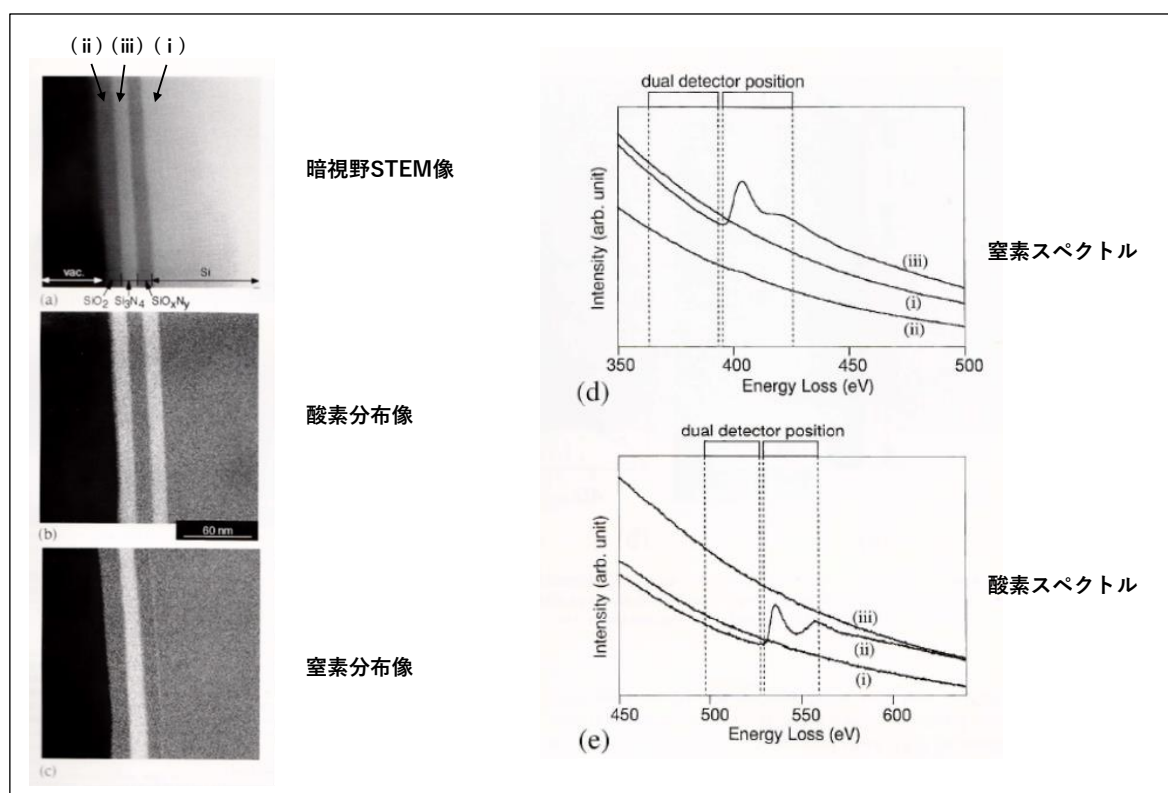 (ⅱ) (ⅲ) (ⅰ)
暗視野STEM像
vac.
Si
(a)
SiO2 Si3N4 SiOxNy
酸素分布像
(b)
60 nm
窒素分布像
(c)
dual detector position
Intensity (arb. unit)
(iii)
(i)
(ii)
窒素スペクトル
350 400 450 500
Energy Loss (eV)
(d)
dual detector position
Intensity (arb. unit)
(iii)
(ii)
(i)
酸素スペクトル
450 500 550 600
Energy Loss (eV)
(e)